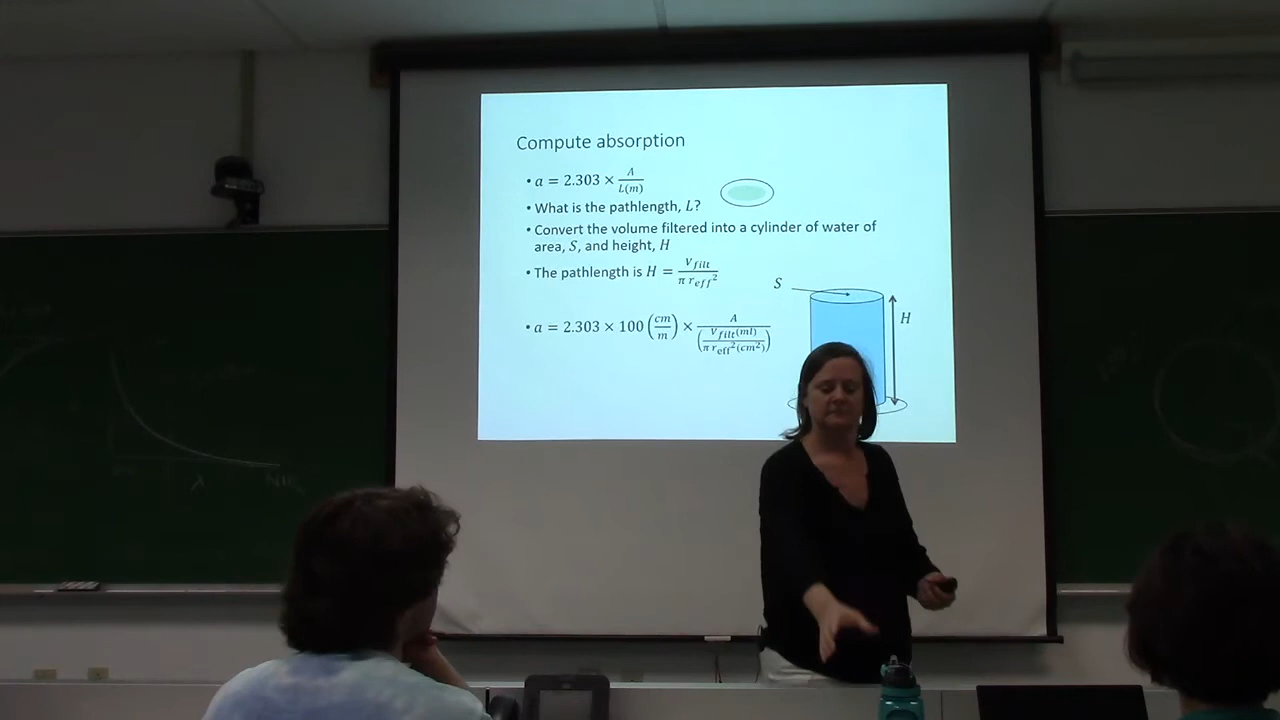 Compute absorption
• a = 2.303 × A / L(m)
• What is the pathlength, L?
• Convert the volume filtered into a cylinder of water of
area, S, and height, H
• The pathlength is H = V_filt / π r_eff²
S
H
• a = 2.303 × 100 (cm/m) × A / (V_filt(ml) / π r_eff²(cm²))
λ
NIR